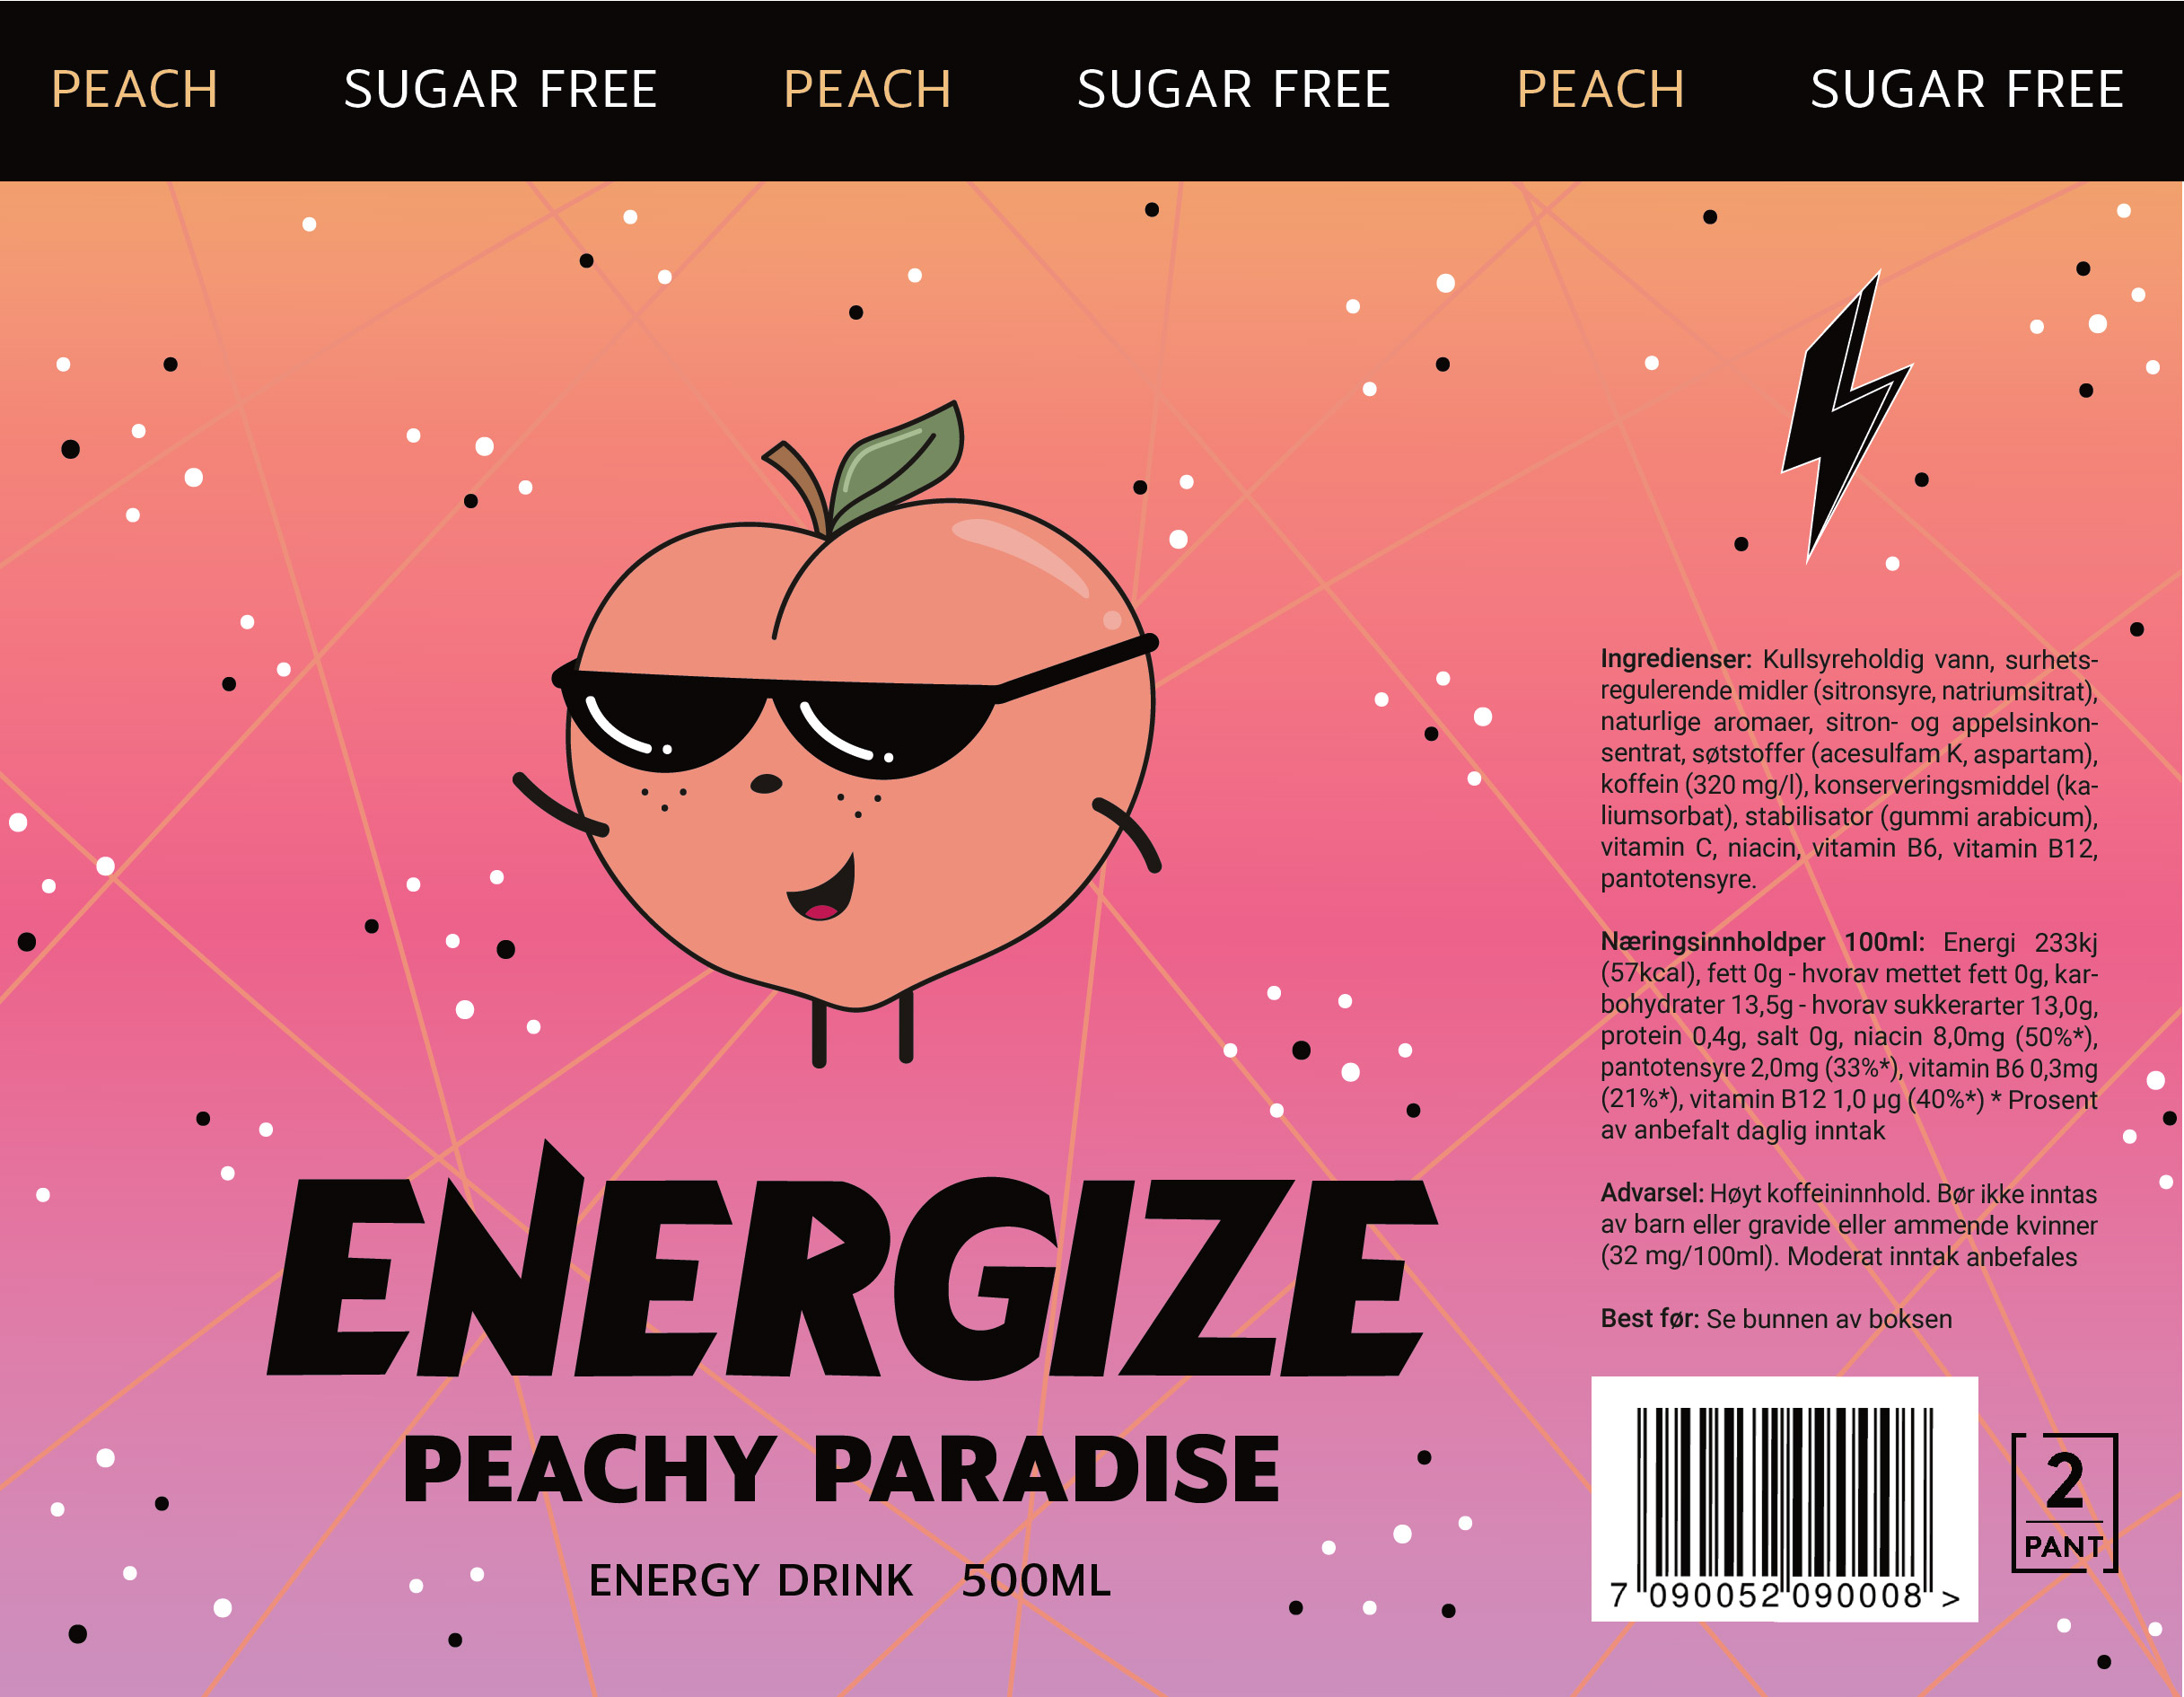 PEACH SUGAR FREE PEACH SUGAR FREE PEACH SUGAR FREE
ENERGIZE
PEACHY PARADISE
ENERGY DRINK 500ML
Ingredienser: Kullsyreholdig vann, surhets-
regulerende midler (sitronsyre, natriumsitrat),
naturlige aromaer, sitron- og appelsinkon-
sentrat, søtstoffer (acesulfam K, aspartam),
koffein (320 mg/l), konserveringsmiddel (ka-
liumsorbat), stabilisator (gummi arabicum),
vitamin C, niacin, vitamin B6, vitamin B12,
pantotensyre.
Næringsinnholdper 100ml: Energi 233kj
(57kcal), fett 0g - hvorav mettet fett 0g, kar-
bohydrater 13,5g - hvorav sukkerarter 13,0g,
protein 0,4g, salt 0g, niacin 8,0mg (50%*),
pantotensyre 2,0mg (33%*), vitamin B6 0,3mg
(21%*), vitamin B12 1,0 µg (40%*) * Prosent
av anbefalt daglig inntak
Advarsel: Høyt koffeininnhold. Bør ikke inntas
av barn eller gravide eller ammende kvinner
(32 mg/100ml). Moderat inntak anbefales
Best før: Se bunnen av boksen
7 090052 090008 >
2
PANT